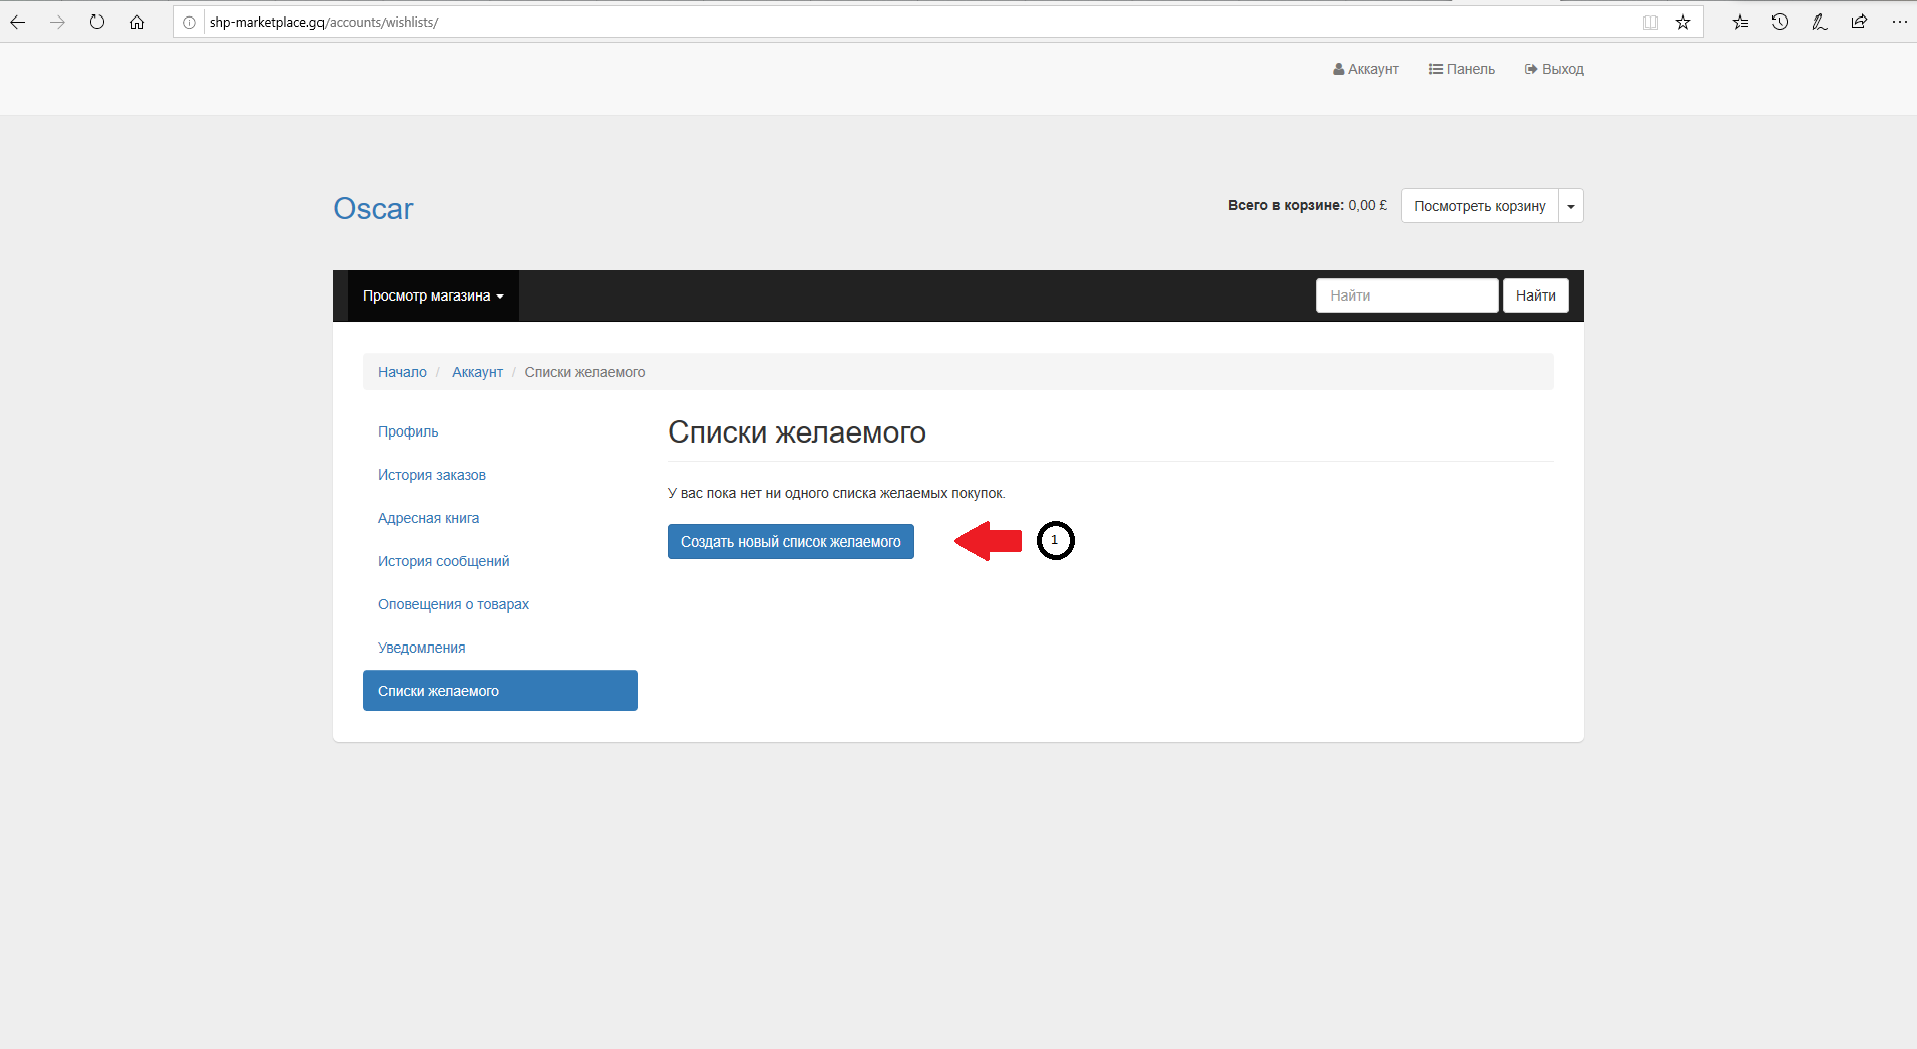 shp-marketplace.gq/accounts/wishlists/
Аккаунт Панель Выход
Oscar
Всего в корзине: 0,00 £ Посмотреть корзину
Просмотр магазина Найти Найти
Начало / Аккаунт / Списки желаемого
Профиль
История заказов
Адресная книга
История сообщений
Оповещения о товарах
Уведомления
Списки желаемого
Списки желаемого
У вас пока нет ни одного списка желаемых покупок.
Создать новый список желаемого 1